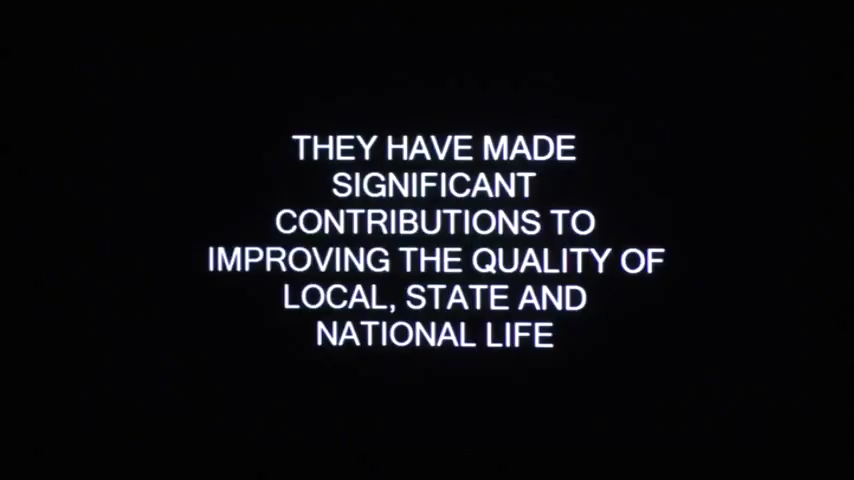 THEY HAVE MADE
SIGNIFICANT
CONTRIBUTIONS TO
IMPROVING THE QUALITY OF
LOCAL, STATE AND
NATIONAL LIFE